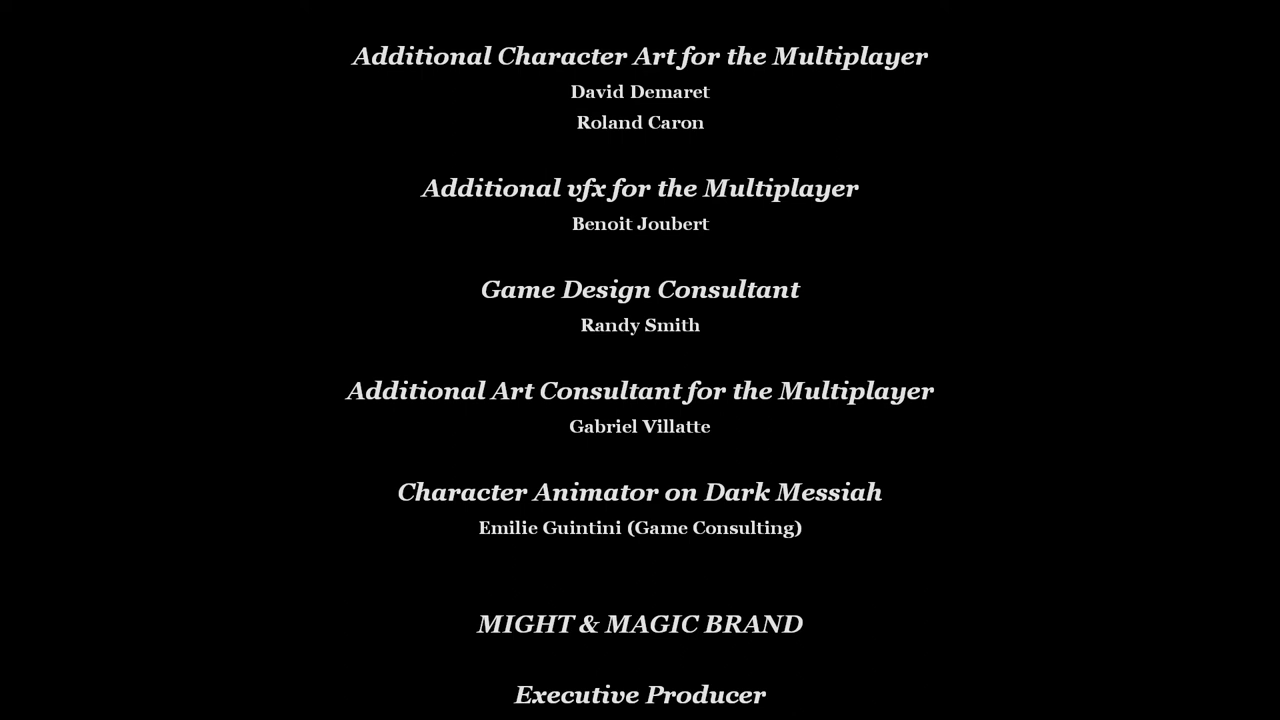 Additional Character Art for the Multiplayer
David Demaret
Roland Caron
Additional vfx for the Multiplayer
Benoit Joubert
Game Design Consultant
Randy Smith
Additional Art Consultant for the Multiplayer
Gabriel Villatte
Character Animator on Dark Messiah
Emilie Guintini (Game Consulting)
MIGHT & MAGIC BRAND
Executive Producer